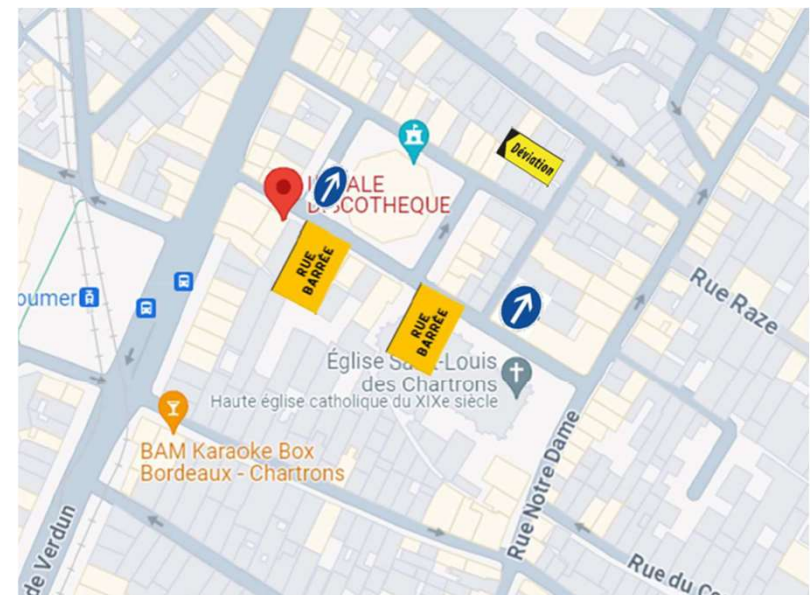 Déviation
I ALE
D SCOTHEQUE
RUE
BARRÉE
RUE
BARRÉE
oumer
Rue Raze
Église Sa -Louis
des Chartrons
Haute église catholique du XIXe siècle
BAM Karaoke Box
Bordeaux - Chartrons
Rue Notre Dame
de Verdun
Rue du Co